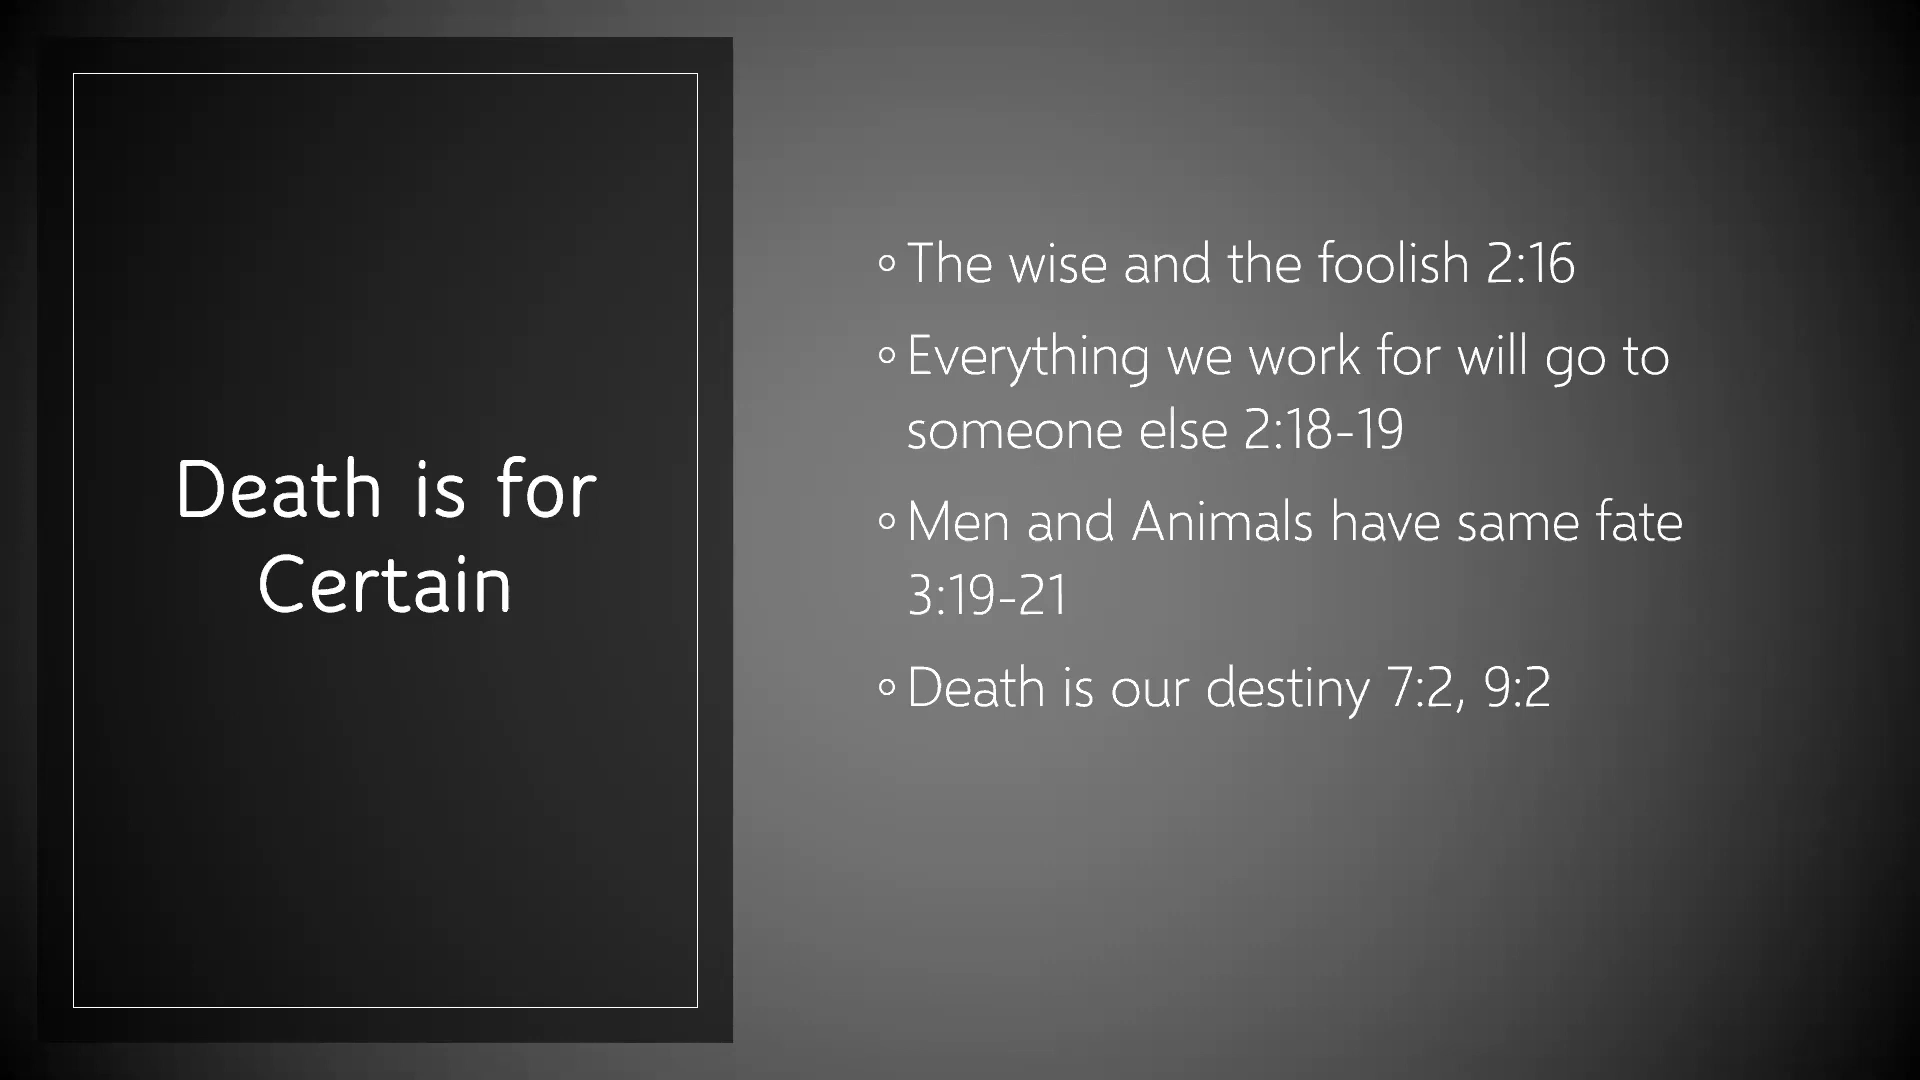 Death is for
Certain
◦ The wise and the foolish 2:16
◦ Everything we work for will go to
someone else 2:18-19
◦ Men and Animals have same fate
3:19-21
◦ Death is our destiny 7:2, 9:2